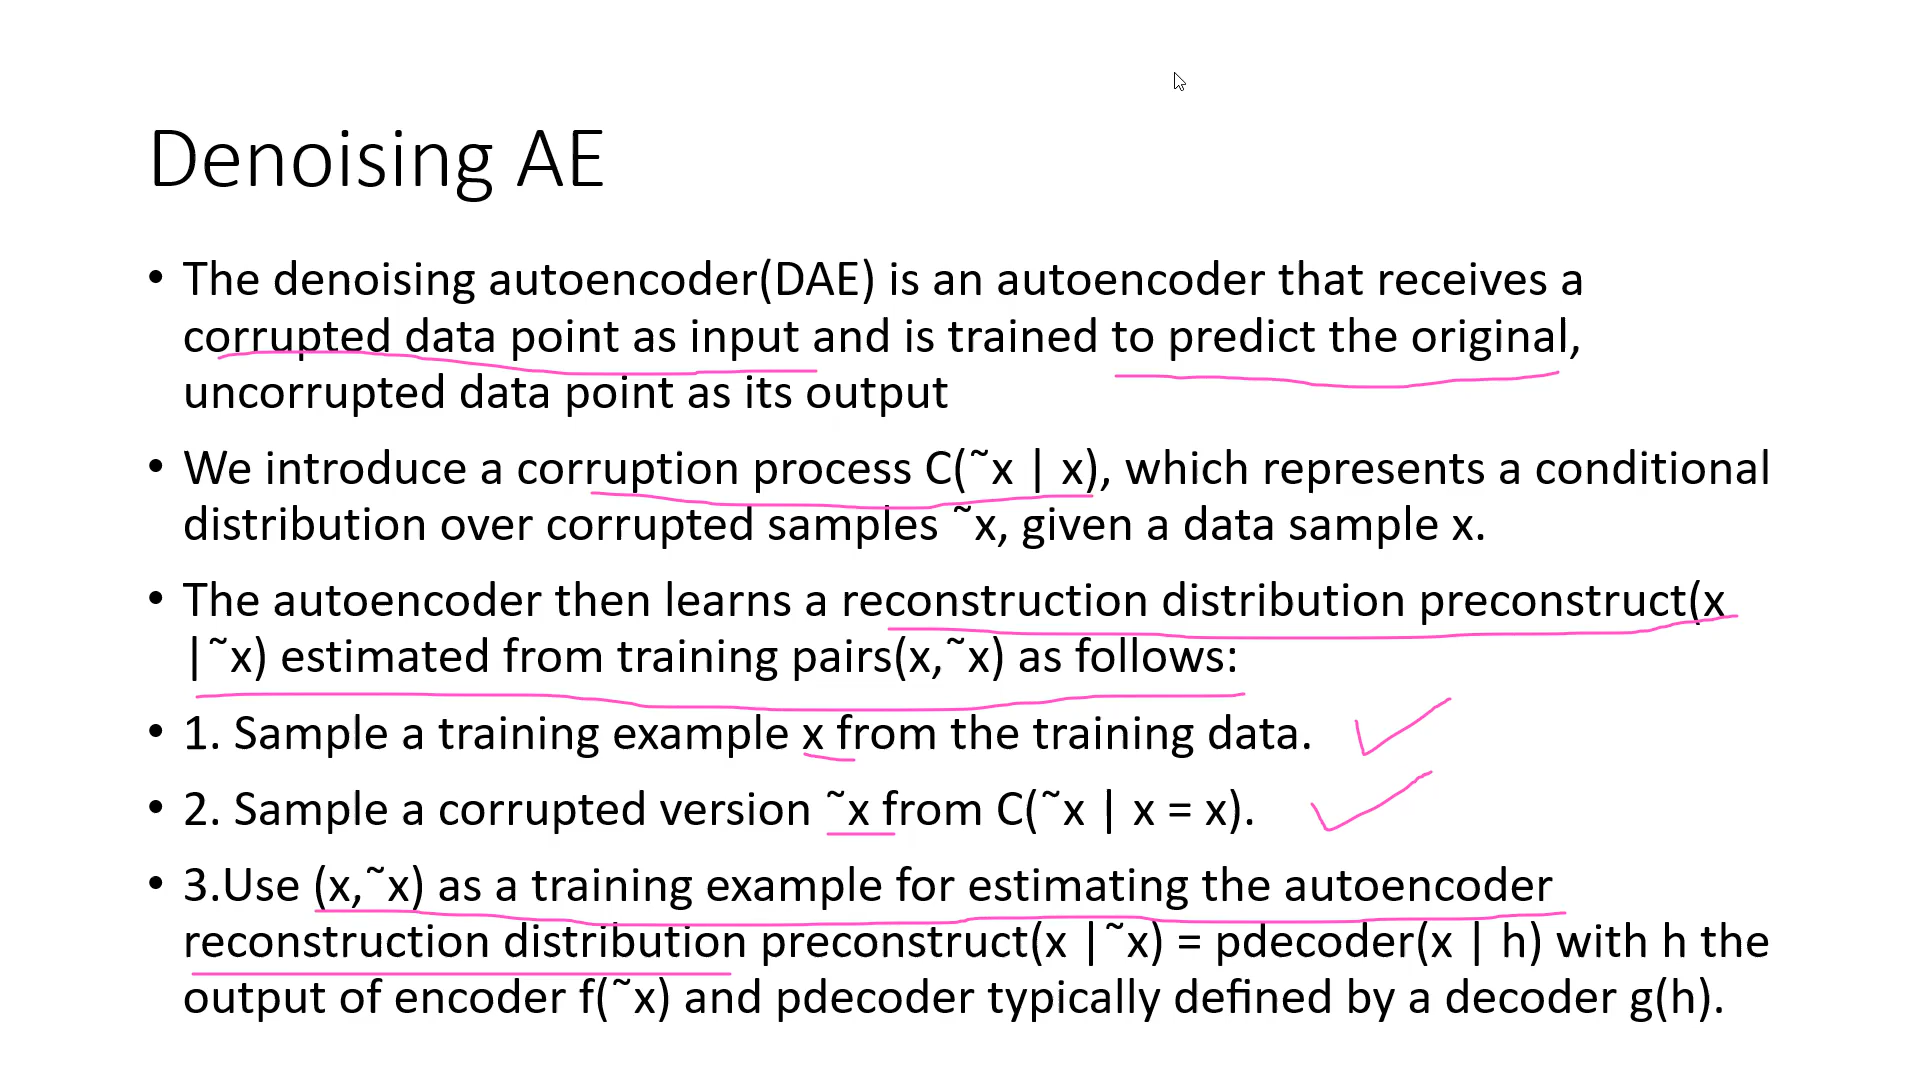 Denoising AE
• The denoising autoencoder(DAE) is an autoencoder that receives a
corrupted data point as input and is trained to predict the original,
uncorrupted data point as its output
• We introduce a corruption process C(˜x | x), which represents a conditional
distribution over corrupted samples ˜x, given a data sample x.
• The autoencoder then learns a reconstruction distribution preconstruct(x
|˜x) estimated from training pairs(x,˜x) as follows:
• 1. Sample a training example x from the training data.
• 2. Sample a corrupted version ˜x from C(˜x | x = x).
• 3.Use (x,˜x) as a training example for estimating the autoencoder
reconstruction distribution preconstruct(x |˜x) = pdecoder(x | h) with h the
output of encoder f(˜x) and pdecoder typically defined by a decoder g(h).